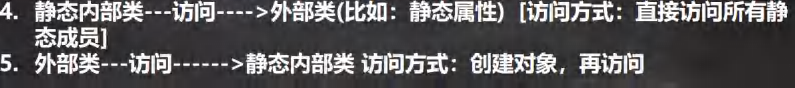 4. 静态内部类---访问---->外部类(比如：静态属性) [访问方式：直接访问所有静
态成员]
5. 外部类---访问------>静态内部类 访问方式：创建对象，再访问